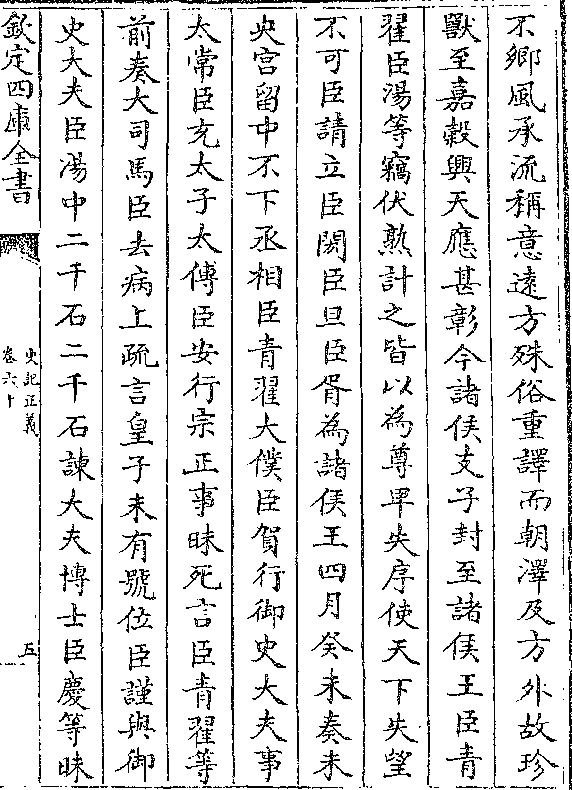 不鄉風承流稱意逺方殊俗重譯而朝澤及方外故珍
獸至嘉榖興天應甚彰今諸侯支子封至諸侯王臣青
翟臣湯等竊伏熟計之皆以為尊卑失序使天下失望
不可臣請立臣閎臣旦臣胥為諸侯王四月癸未奏未
央宫留中不下丞相臣青翟大僕臣賀行御史大夫事
太常臣充太子太傅臣安行宗正事昧死言臣青翟等
前奏大司馬臣去病上疏言皇子未有號位臣謹與御
史大夫臣湯中二千石二千石諫大夫博士臣慶等昧
欽定四庫全書
史記正義
卷六十
五